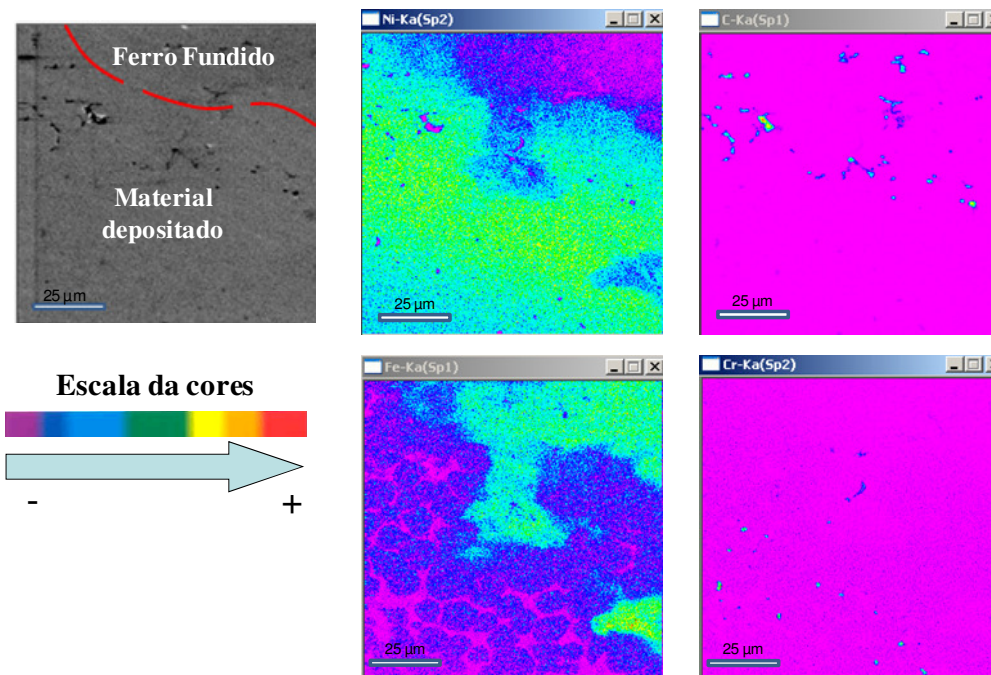 Ferro Fundido
Material
depositado
25 µm
Ni-Ka(Sp2)
25 µm
C-Ka(Sp1)
25 µm
Escala da cores
-
+
Fe-Ka(Sp1)
25 µm
Cr-Ka(Sp2)
25 µm